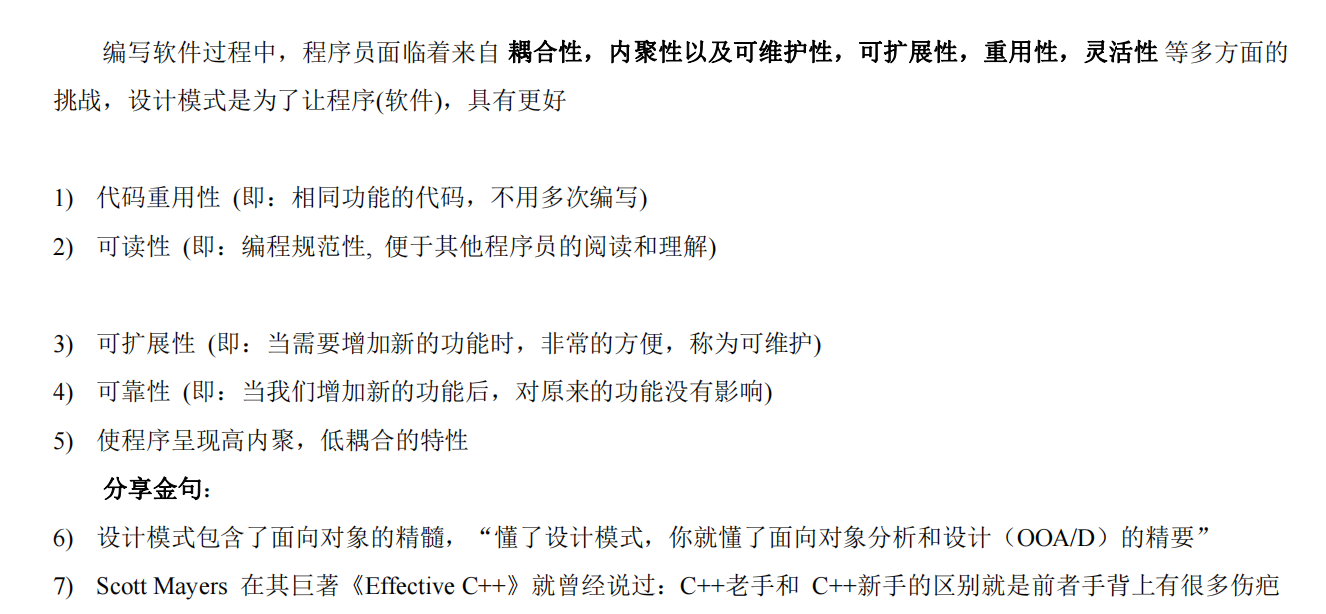 编写软件过程中，程序员面临着来自 耦合性，内聚性以及可维护性，可扩展性，重用性，灵活性 等多方面的
挑战，设计模式是为了让程序(软件)，具有更好
1) 代码重用性 (即：相同功能的代码，不用多次编写)
2) 可读性 (即：编程规范性, 便于其他程序员的阅读和理解)
3) 可扩展性 (即：当需要增加新的功能时，非常的方便，称为可维护)
4) 可靠性 (即：当我们增加新的功能后，对原来的功能没有影响)
5) 使程序呈现高内聚，低耦合的特性
分享金句：
6) 设计模式包含了面向对象的精髓，“懂了设计模式，你就懂了面向对象分析和设计（OOA/D）的精要”
7) Scott Mayers 在其巨著《Effective C++》就曾经说过：C++老手和 C++新手的区别就是前者手背上有很多伤疤